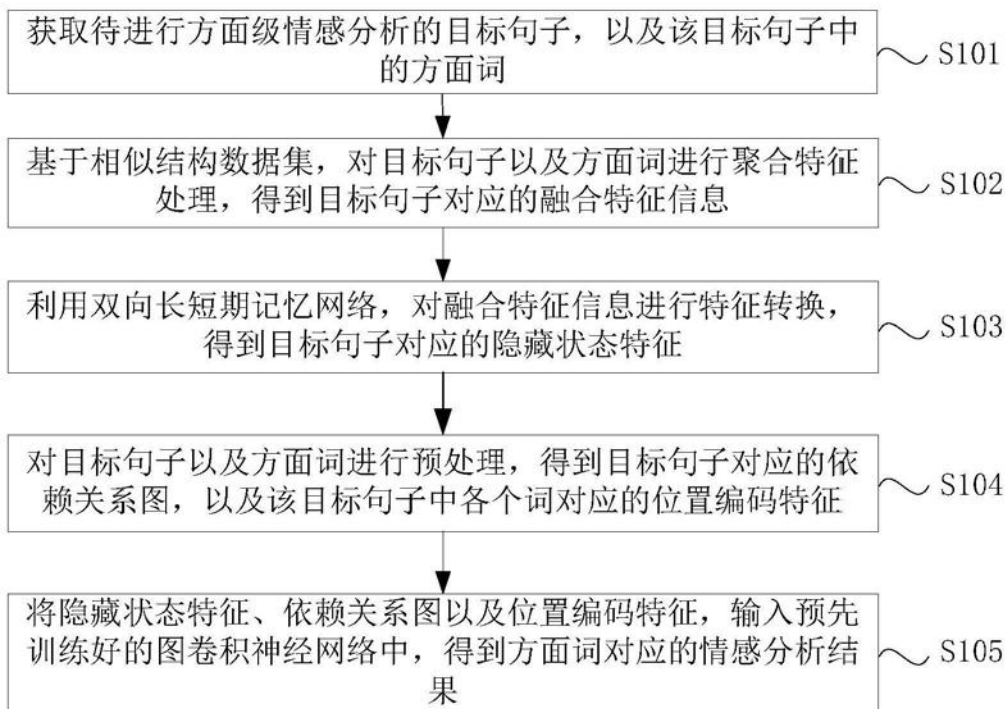 获取待进行方面级情感分析的目标句子，以及该目标句子中
的方面词
S101
基于相似结构数据集，对目标句子以及方面词进行聚合特征
处理，得到目标句子对应的融合特征信息
S102
利用双向长短期记忆网络，对融合特征信息进行特征转换，
得到目标句子对应的隐藏状态特征
S103
对目标句子以及方面词进行预处理，得到目标句子对应的依
赖关系图，以及该目标句子中各个词对应的位置编码特征
S104
将隐藏状态特征、依赖关系图以及位置编码特征，输入预先
训练好的图卷积神经网络中，得到方面词对应的情感分析结
果
S105